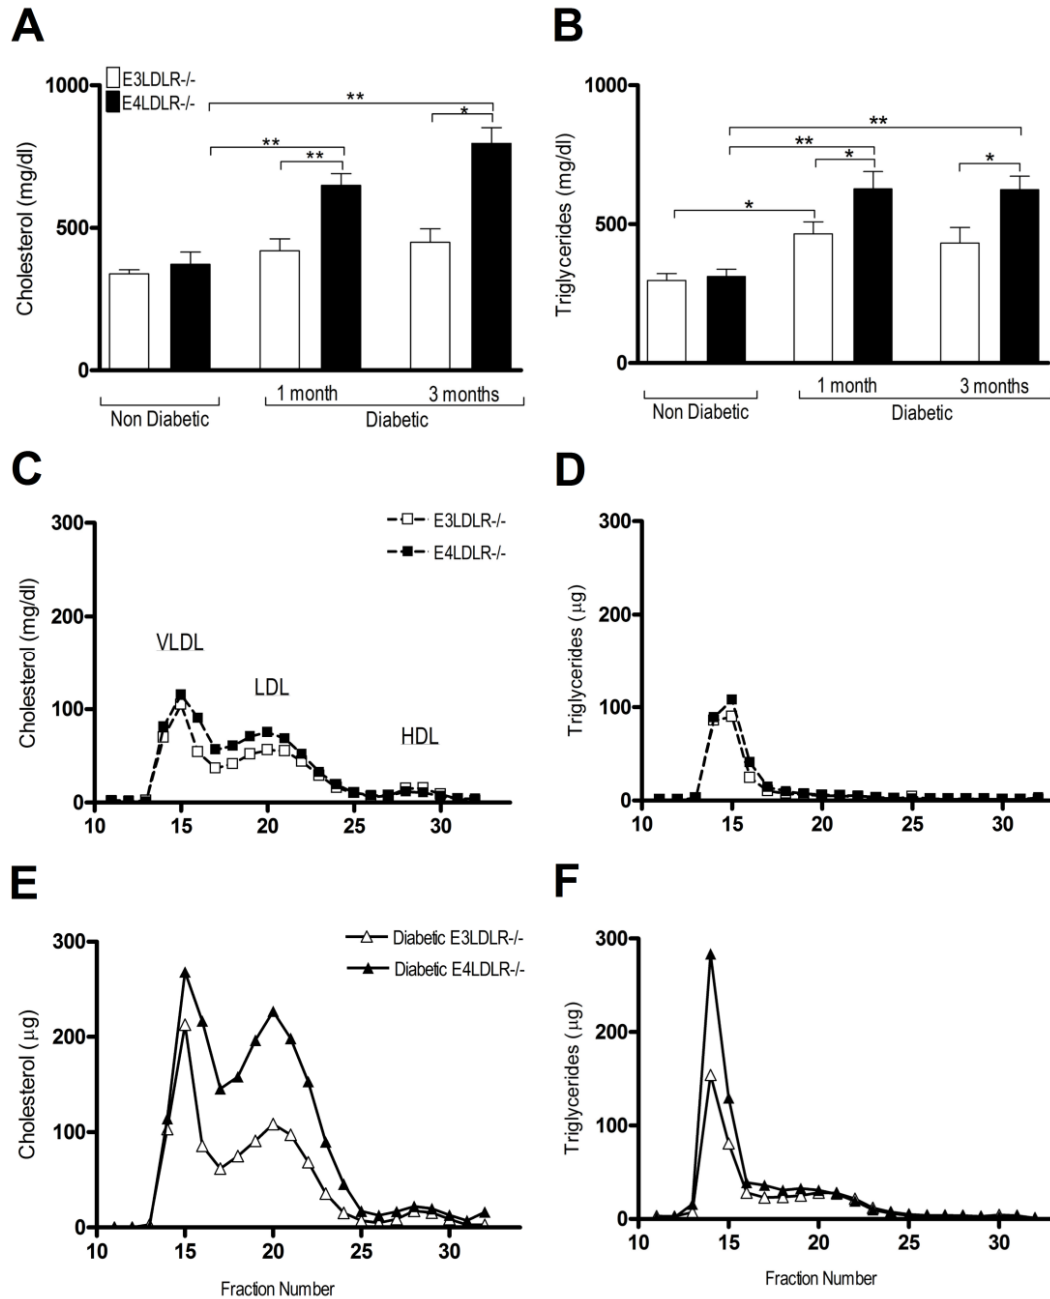 A
E3LDLR-/-
E4LDLR-/-
Cholesterol (mg/dl)
1000
500
0
**
*
**
**
1 month
3 months
Non Diabetic
Diabetic
B
Triglycerides (mg/dl)
1000
500
0
**
**
*
*
*
1 month
3 months
Non Diabetic
Diabetic
C
E3LDLR-/-
E4LDLR-/-
Cholesterol (mg/dl)
300
200
100
0
VLDL
LDL
HDL
10 15 20 25 30
D
Triglycerides (μg)
300
200
100
0
10 15 20 25 30
E
Diabetic E3LDLR-/-
Diabetic E4LDLR-/-
Cholesterol (μg)
300
200
100
0
10 15 20 25 30
Fraction Number
F
Triglycerides (μg)
300
200
100
0
10 15 20 25 30
Fraction Number